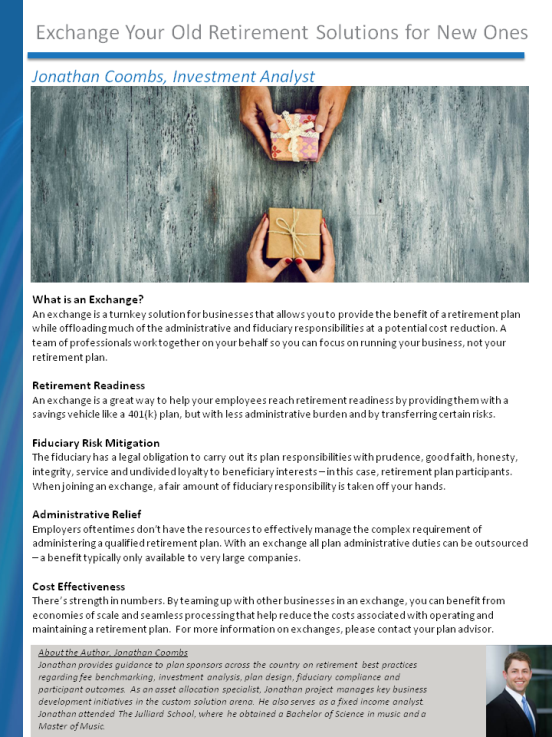 Exchange Your Old Retirement Solutions for New Ones
Jonathan Coombs, Investment Analyst
What is an Exchange?
An exchange is a turnkey solution for businesses that allows you to provide the benefit of a retirement plan
while offloading much of the administrative and fiduciary responsibilities at a potential cost reduction. A
team of professionals work together on your behalf so you can focus on running your business, not your
retirement plan.
Retirement Readiness
An exchange is a great way to help your employees reach retirement readiness by providing them with a
savings vehicle like a 401(k) plan, but with less administrative burden and by transferring certain risks.
Fiduciary Risk Mitigation
The fiduciary has a legal obligation to carry out its plan responsibilities with prudence, good faith, honesty,
integrity, service and undivided loyalty to beneficiary interests – in this case, retirement plan participants.
When joining an exchange, a fair amount of fiduciary responsibility is taken off your hands.
Administrative Relief
Employers oftentimes don't have the resources to effectively manage the complex requirement of
administering a qualified retirement plan. With an exchange all plan administrative duties can be outsourced
– a benefit typically only available to very large companies.
Cost Effectiveness
There's strength in numbers. By teaming up with other businesses in an exchange, you can benefit from
economies of scale and seamless processing that help reduce the costs associated with operating and
maintaining a retirement plan. For more information on exchanges, please contact your plan advisor.
About the Author, Jonathan Coombs
Jonathan provides guidance to plan sponsors across the country on retirement best practices
regarding fee benchmarking, investment analysis, plan design, fiduciary compliance and
participant outcomes. As an asset allocation specialist, Jonathan project manages key business
development initiatives in the custom solution arena. He also serves as a fixed income analyst.
Jonathan attended The Julliard School, where he obtained a Bachelor of Science in music and a
Master of Music.